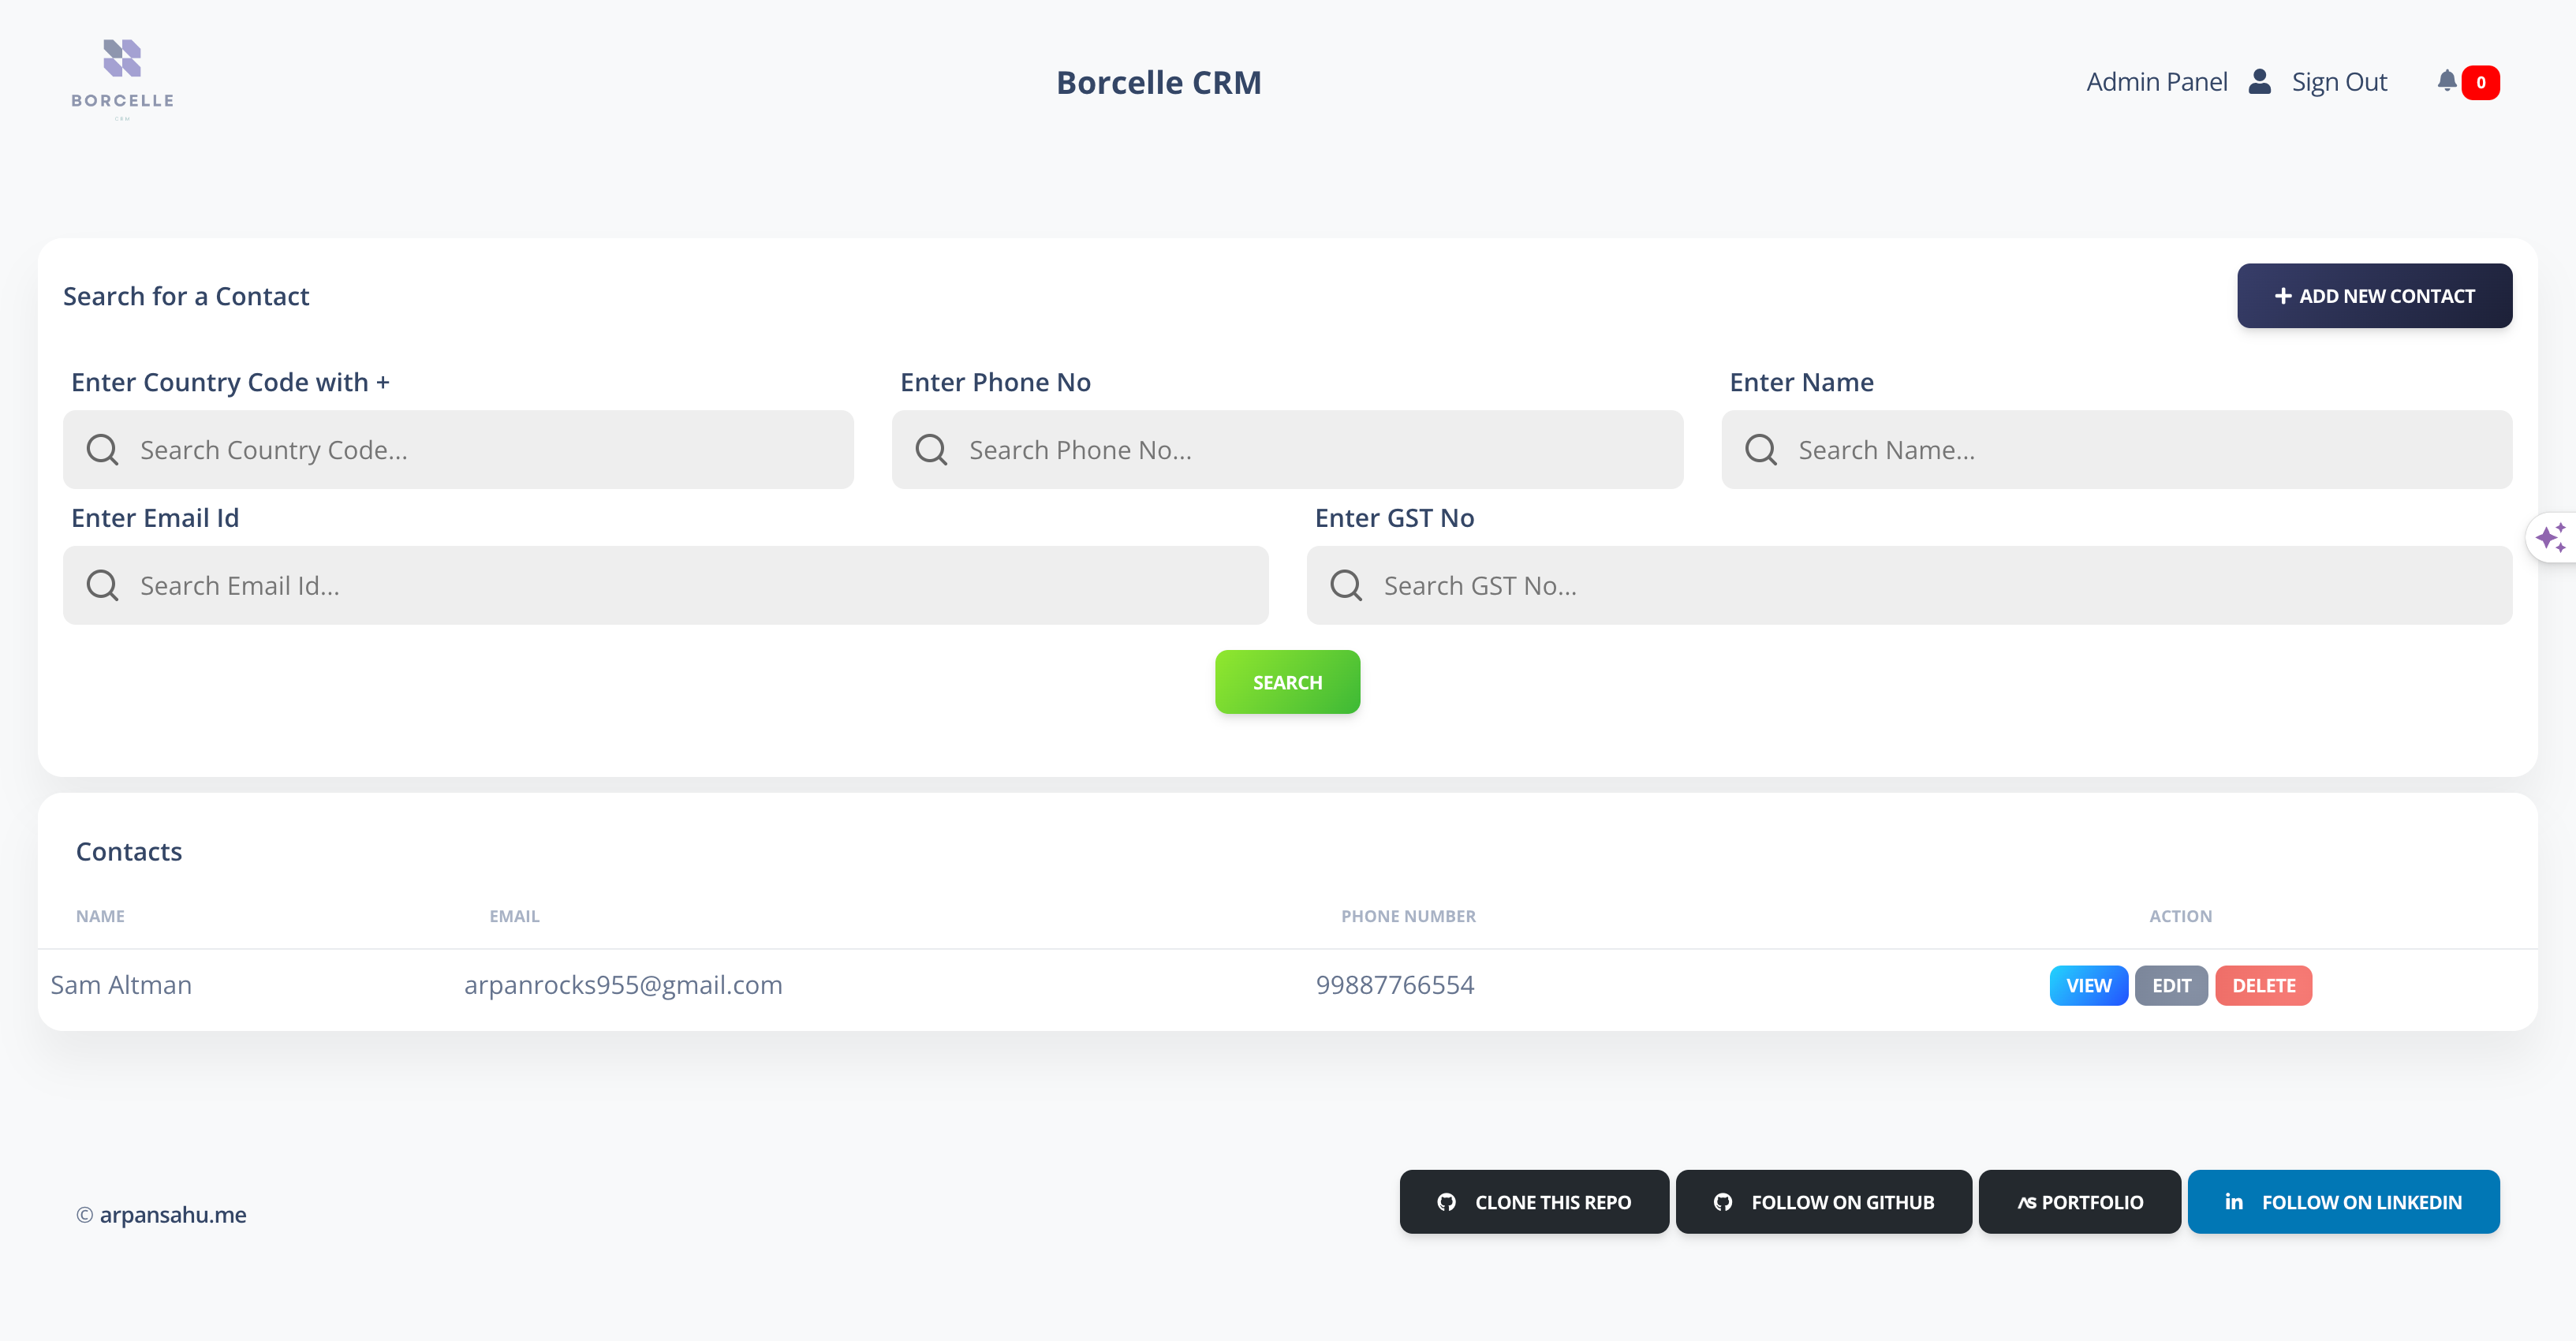 BORCELLE
CRM
Borcelle CRM
Admin Panel Sign Out 0
Search for a Contact
+ ADD NEW CONTACT
Enter Country Code with + Enter Phone No Enter Name
Search Country Code... Search Phone No... Search Name...
Enter Email Id Enter GST No
Search Email Id... Search GST No...
SEARCH
Contacts
NAME EMAIL PHONE NUMBER ACTION
Sam Altman arpanrocks955@gmail.com 99887766554 VIEW EDIT DELETE
© arpansahu.me
CLONE THIS REPO FOLLOW ON GITHUB AS PORTFOLIO in FOLLOW ON LINKEDIN